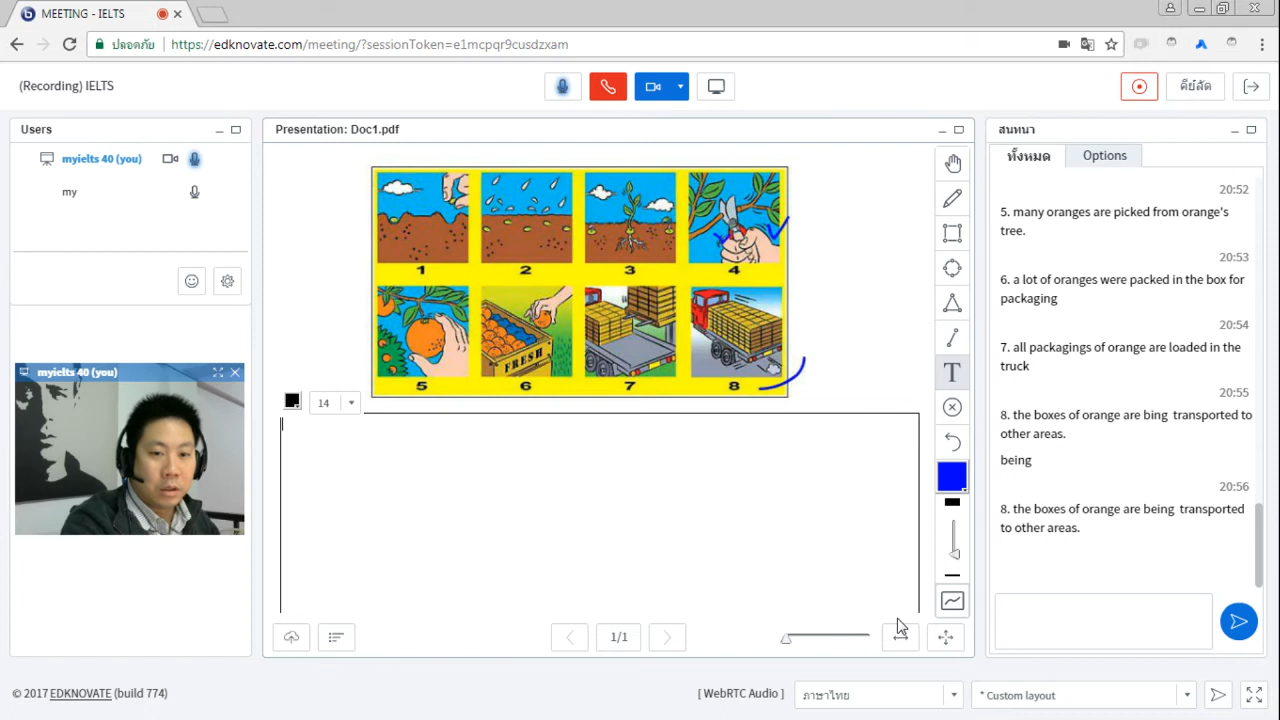 MEETING - IELTS
ปลอดภัย
https://edknovate.com/meeting/?sessionToken=e1mcpqr9cusdzxam
(Recording) IELTS
คีย์ลัด
Users
myielts 40 (you)
my
myielts 40 (you)
Presentation: Doc1.pdf
1
2
3
4
FRESH
5
6
7
8
14
T
1/1
สนทนา
ทั้งหมด
Options
20:52
5. many oranges are picked from orange's
tree.
20:53
6. a lot of oranges were packed in the box for
packaging
20:54
7. all packagings of orange are loaded in the
truck
20:55
8. the boxes of orange are bing transported to
other areas.
being
20:56
8. the boxes of orange are being transported
to other areas.
© 2017 EDKNOVATE (build 774)
[ WebRTC Audio ]
ภาษาไทย
* Custom layout